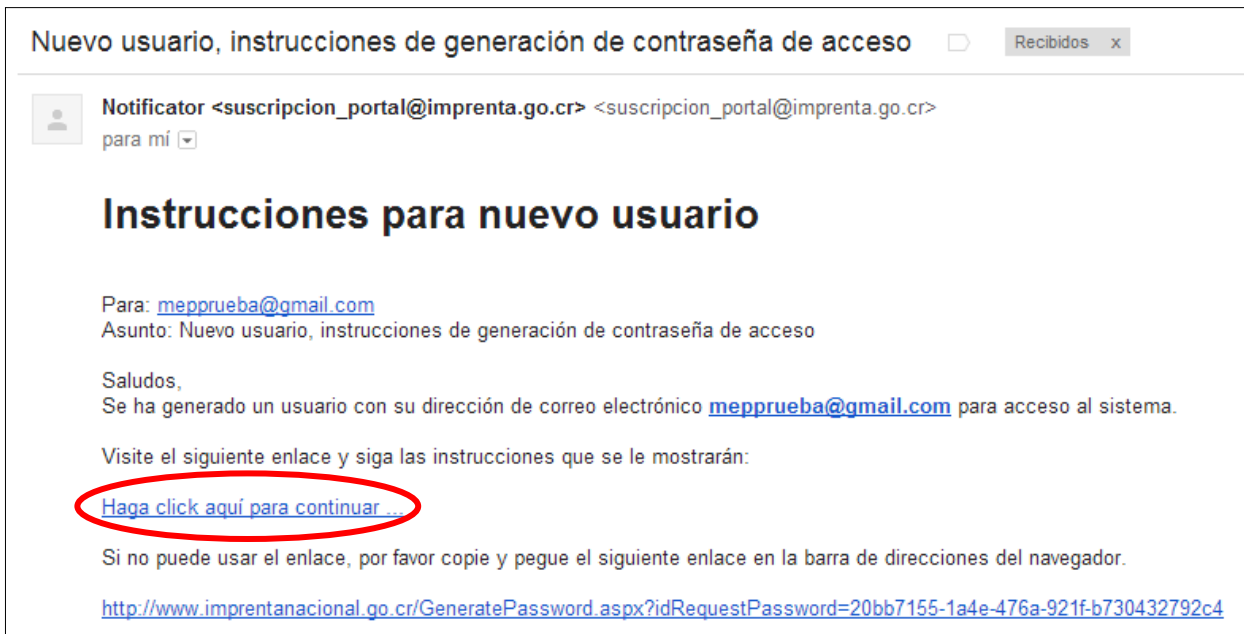 Nuevo usuario, instrucciones de generación de contraseña de acceso Recibidos x
Notificator <suscripcion_portal@imprenta.go.cr> <suscripcion_portal@imprenta.go.cr>
para mí
Instrucciones para nuevo usuario
Para: mepprueba@gmail.com
Asunto: Nuevo usuario, instrucciones de generación de contraseña de acceso
Saludos,
Se ha generado un usuario con su dirección de correo electrónico mepprueba@gmail.com para acceso al sistema.
Visite el siguiente enlace y siga las instrucciones que se le mostrarán:
Haga click aquí para continuar ...
Si no puede usar el enlace, por favor copie y pegue el siguiente enlace en la barra de direcciones del navegador.
http://www.imprentanacional.go.cr/GeneratePassword.aspx?idRequestPassword=20bb7155-1a4e-476a-921f-b730432792c4